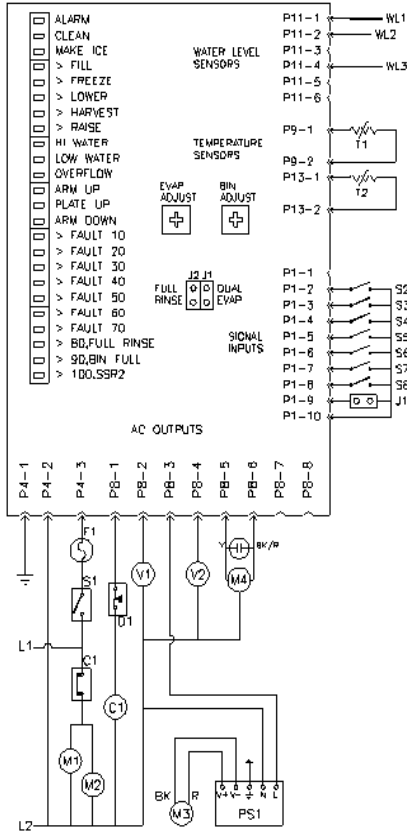 ALARM
CLEAN
MAKE ICE
> FILL
> FREEZE
> LOWER
> HARVEST
> RAISE
HI WATER
LOW WATER
OVERFLOW
ARM UP
PLATE UP
ARM DOWN
> FAULT 10
> FAULT 20
> FAULT 30
> FAULT 40
> FAULT 50
> FAULT 60
> FAULT 70
> 80,FULL RINSE
> 90,BIN FULL
> 100,SSR2
WATER LEVEL
SENSORS
TEMPERATURE
SENSORS
EVAP
ADJUST
BIN
ADJUST
J2 J1
FULL
RINSE
DUAL
EVAP
SIGNAL
INPUTS
AC OUTPUTS
P11-1
P11-2
P11-3
P11-4
P11-5
P11-6
P9-1
P9-2
P13-1
P13-2
P1-1
P1-2
P1-3
P1-4
P1-5
P1-6
P1-7
P1-8
P1-9
P1-10
WL1
WL2
WL3
T1
T2
S2
S3
S4
S5
S6
S7
S8
J1
P4-1
P4-2
P4-3
P8-1
P8-2
P8-3
P8-4
P8-5
P8-6
P8-7
P8-8
F1
S1
L1
C1
M1
M2
L2
C1
V1
V2
Y
BK/R
M4
BK
R
M3
V+ V-
N L
PS1